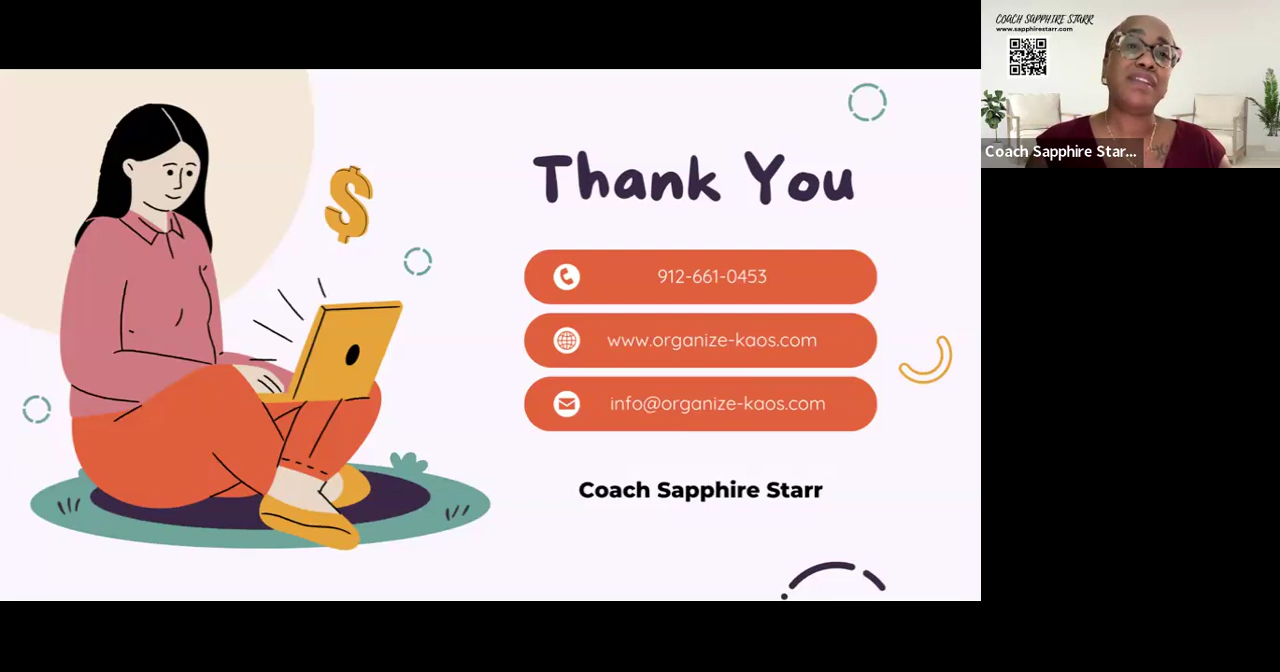 Thank You
912-661-0453
www.organize-kaos.com
info@organize-kaos.com
Coach Sapphire Starr
COACH SAPPHIRE STARR
www.sapphirestarr.com
Coach Sapphire Star...